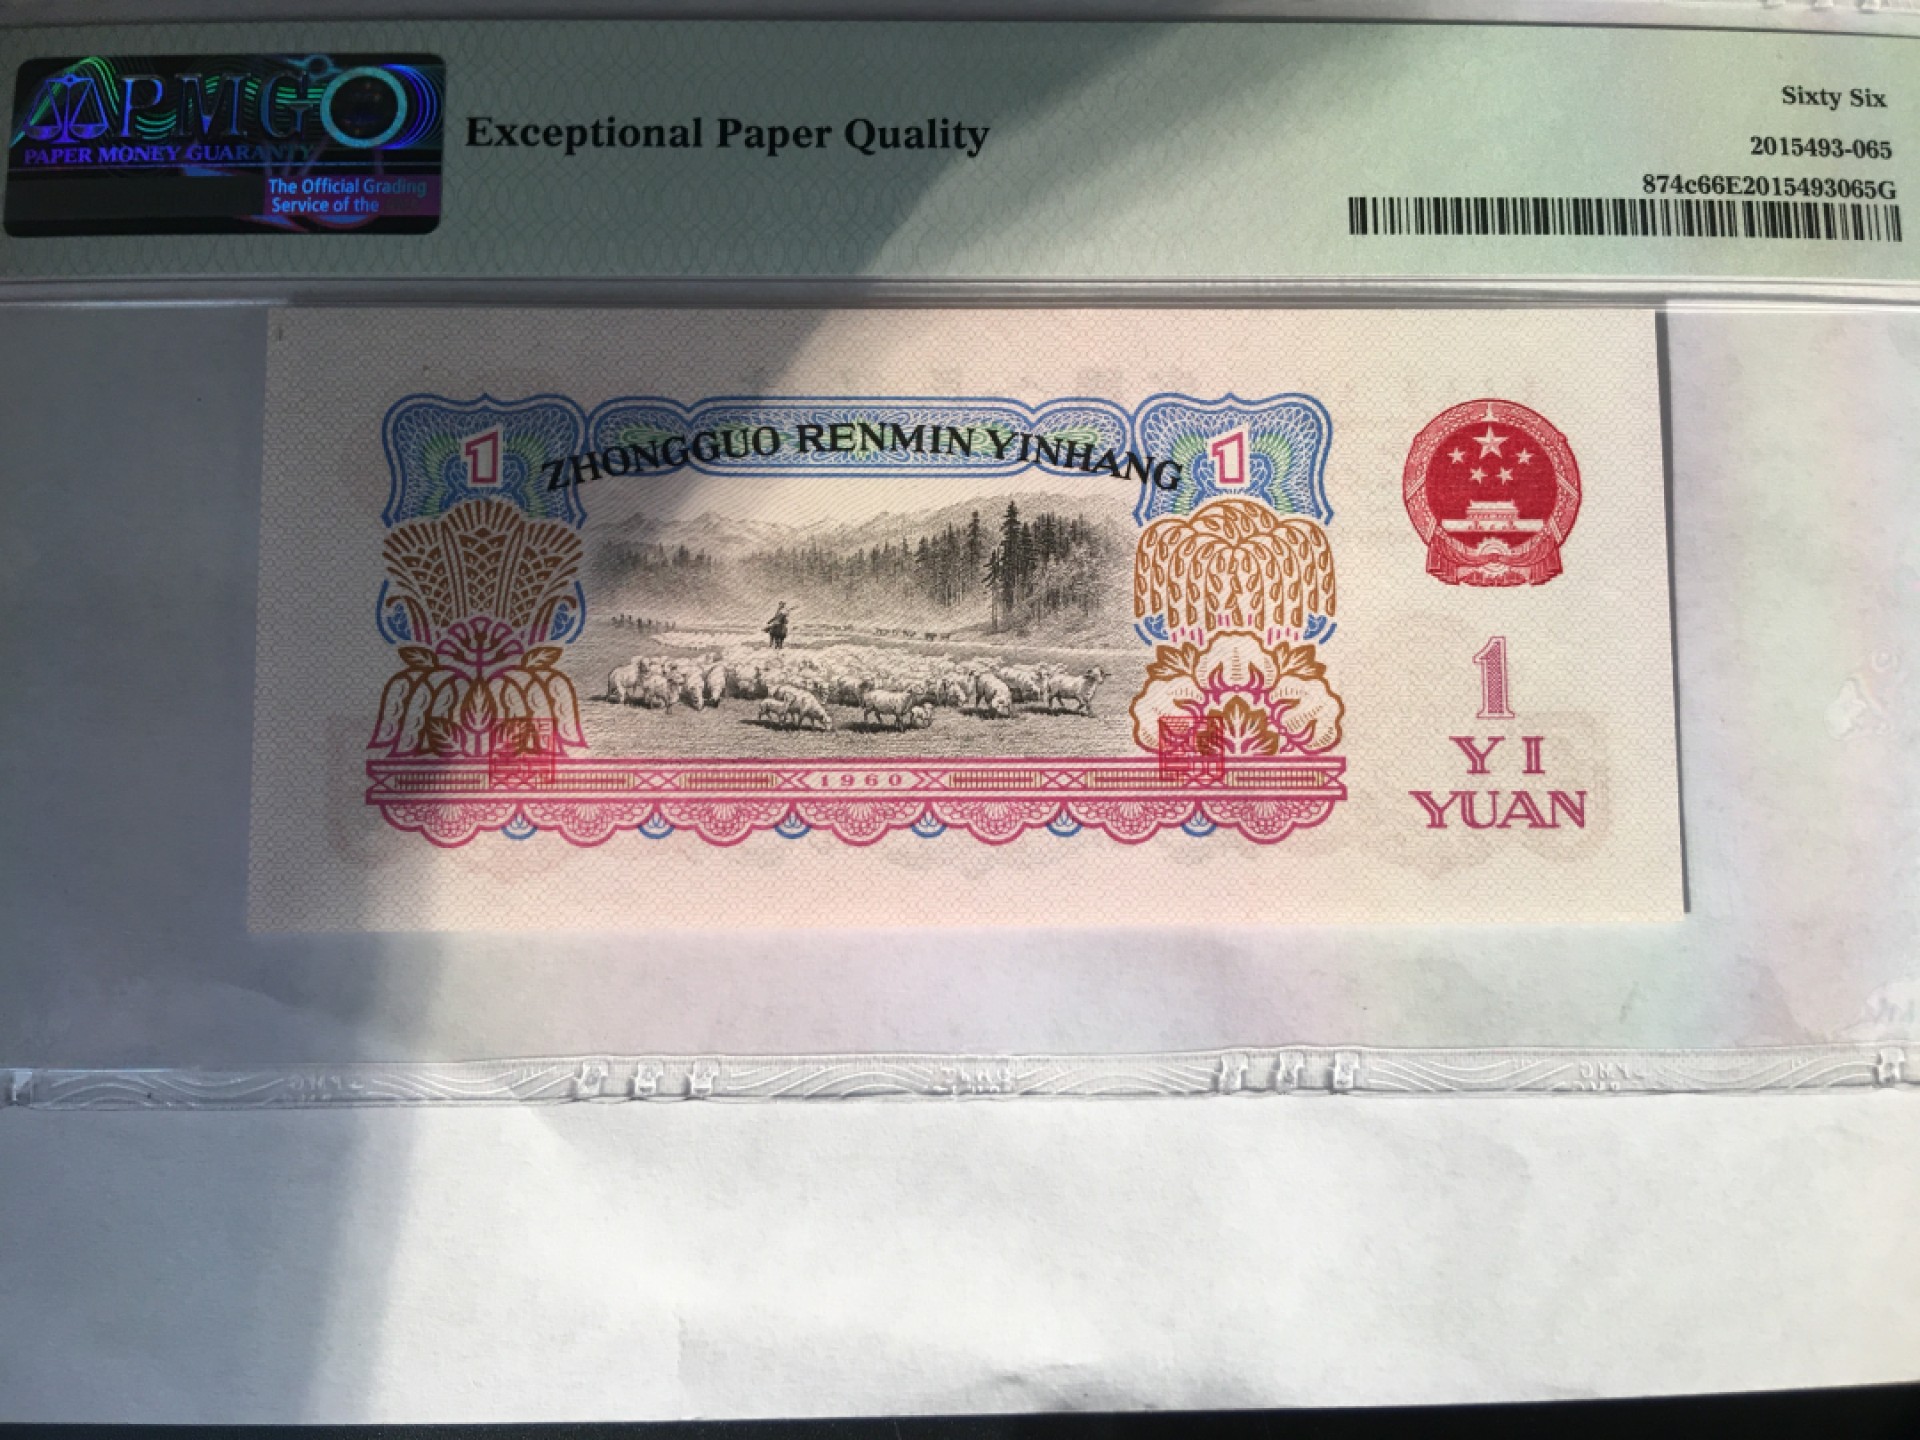 PMG
PAPER MONEY GUARANTY
The Official Grading
Service of the
Exceptional Paper Quality
Sixty Six
2015493-065
874c66E2015493065G
1
ZHONGGUO RENMIN YINHANG
1
1960
1
YI
YUAN